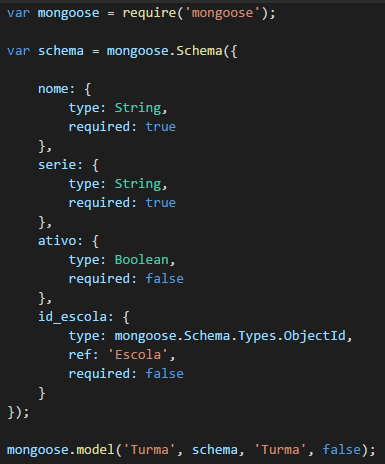 var mongoose = require('mongoose');
var schema = mongoose.Schema({
    nome: {
        type: String,
        required: true
    },
    serie: {
        type: String,
        required: true
    },
    ativo: {
        type: Boolean,
        required: false
    },
    id_escola: {
        type: mongoose.Schema.Types.ObjectId,
        ref: 'Escola',
        required: false
    }
});
mongoose.model('Turma', schema, 'Turma', false);